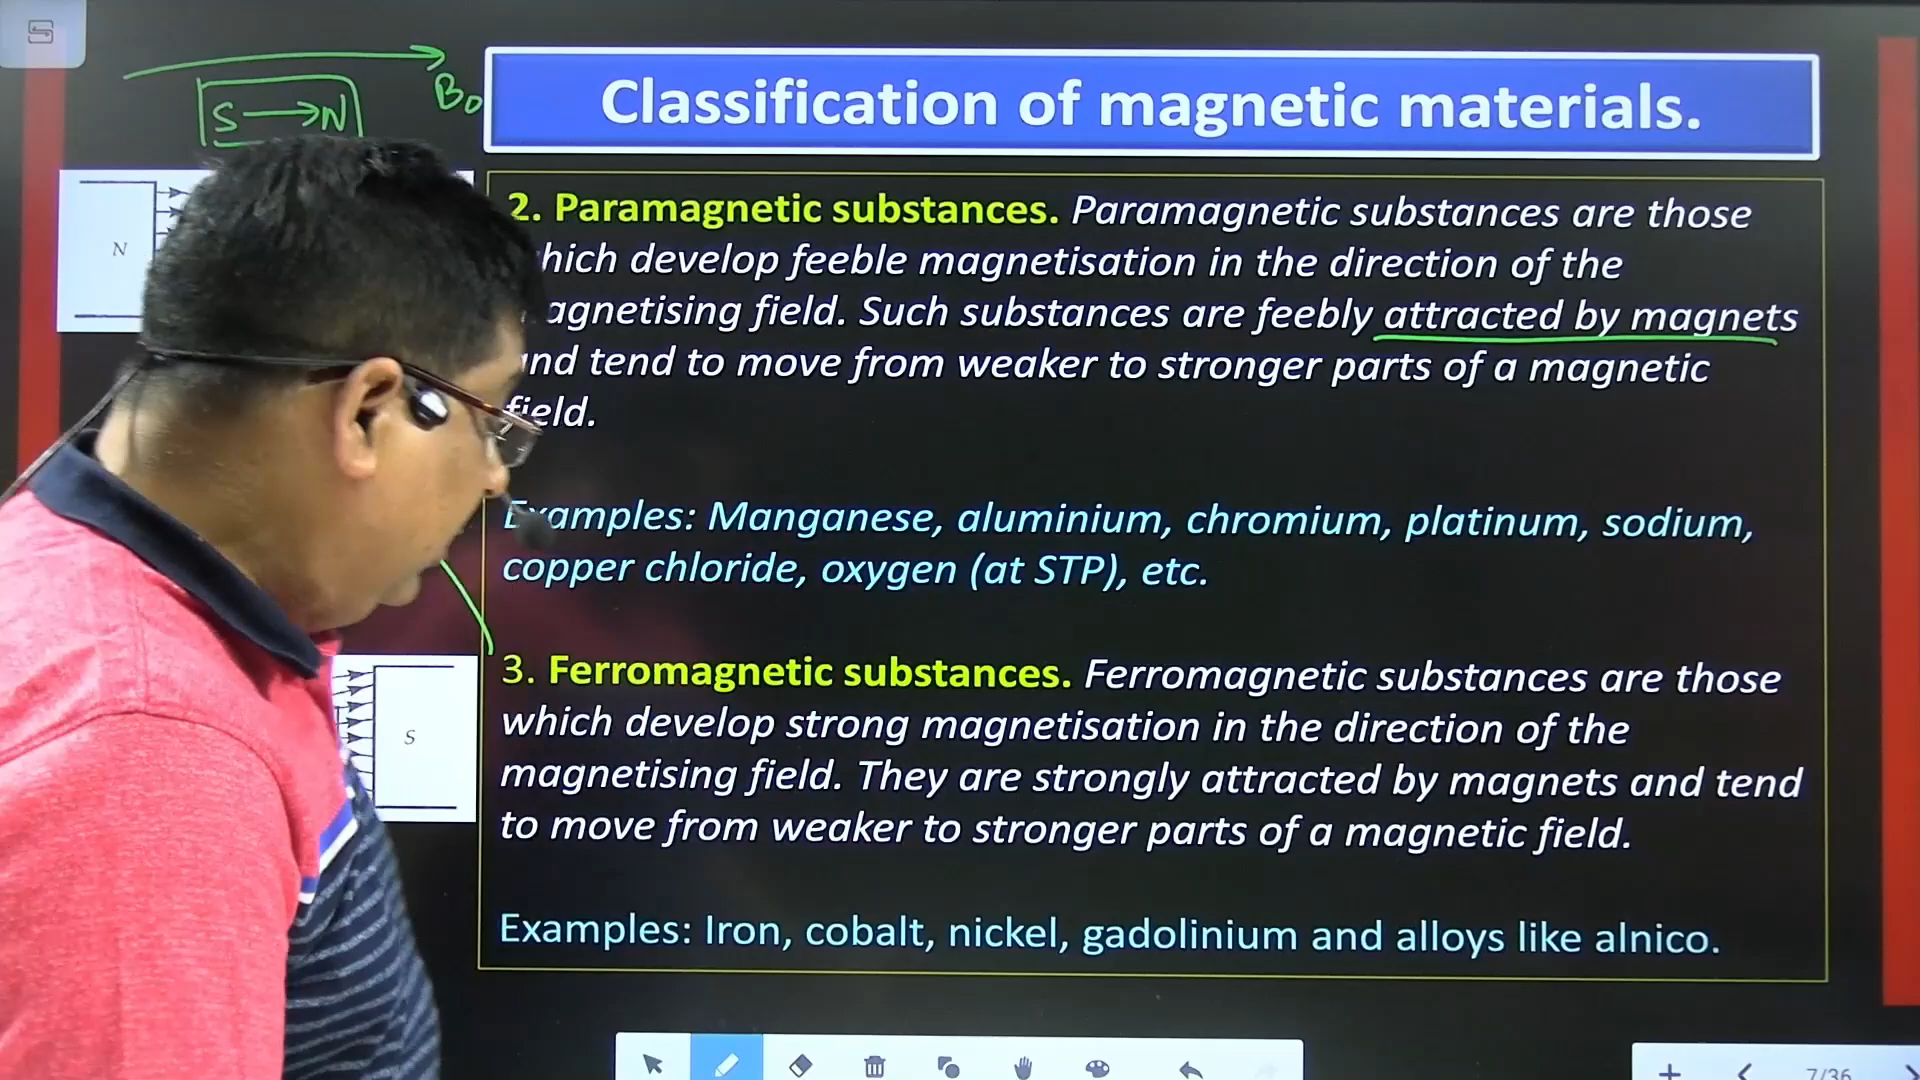 B₀
S → N
Classification of magnetic materials.
N
2. Paramagnetic substances. Paramagnetic substances are those
which develop feeble magnetisation in the direction of the
magnetising field. Such substances are feebly attracted by magnets
and tend to move from weaker to stronger parts of a magnetic
field.
Examples: Manganese, aluminium, chromium, platinum, sodium,
copper chloride, oxygen (at STP), etc.
S
3. Ferromagnetic substances. Ferromagnetic substances are those
which develop strong magnetisation in the direction of the
magnetising field. They are strongly attracted by magnets and tend
to move from weaker to stronger parts of a magnetic field.
Examples: Iron, cobalt, nickel, gadolinium and alloys like alnico.
7/36